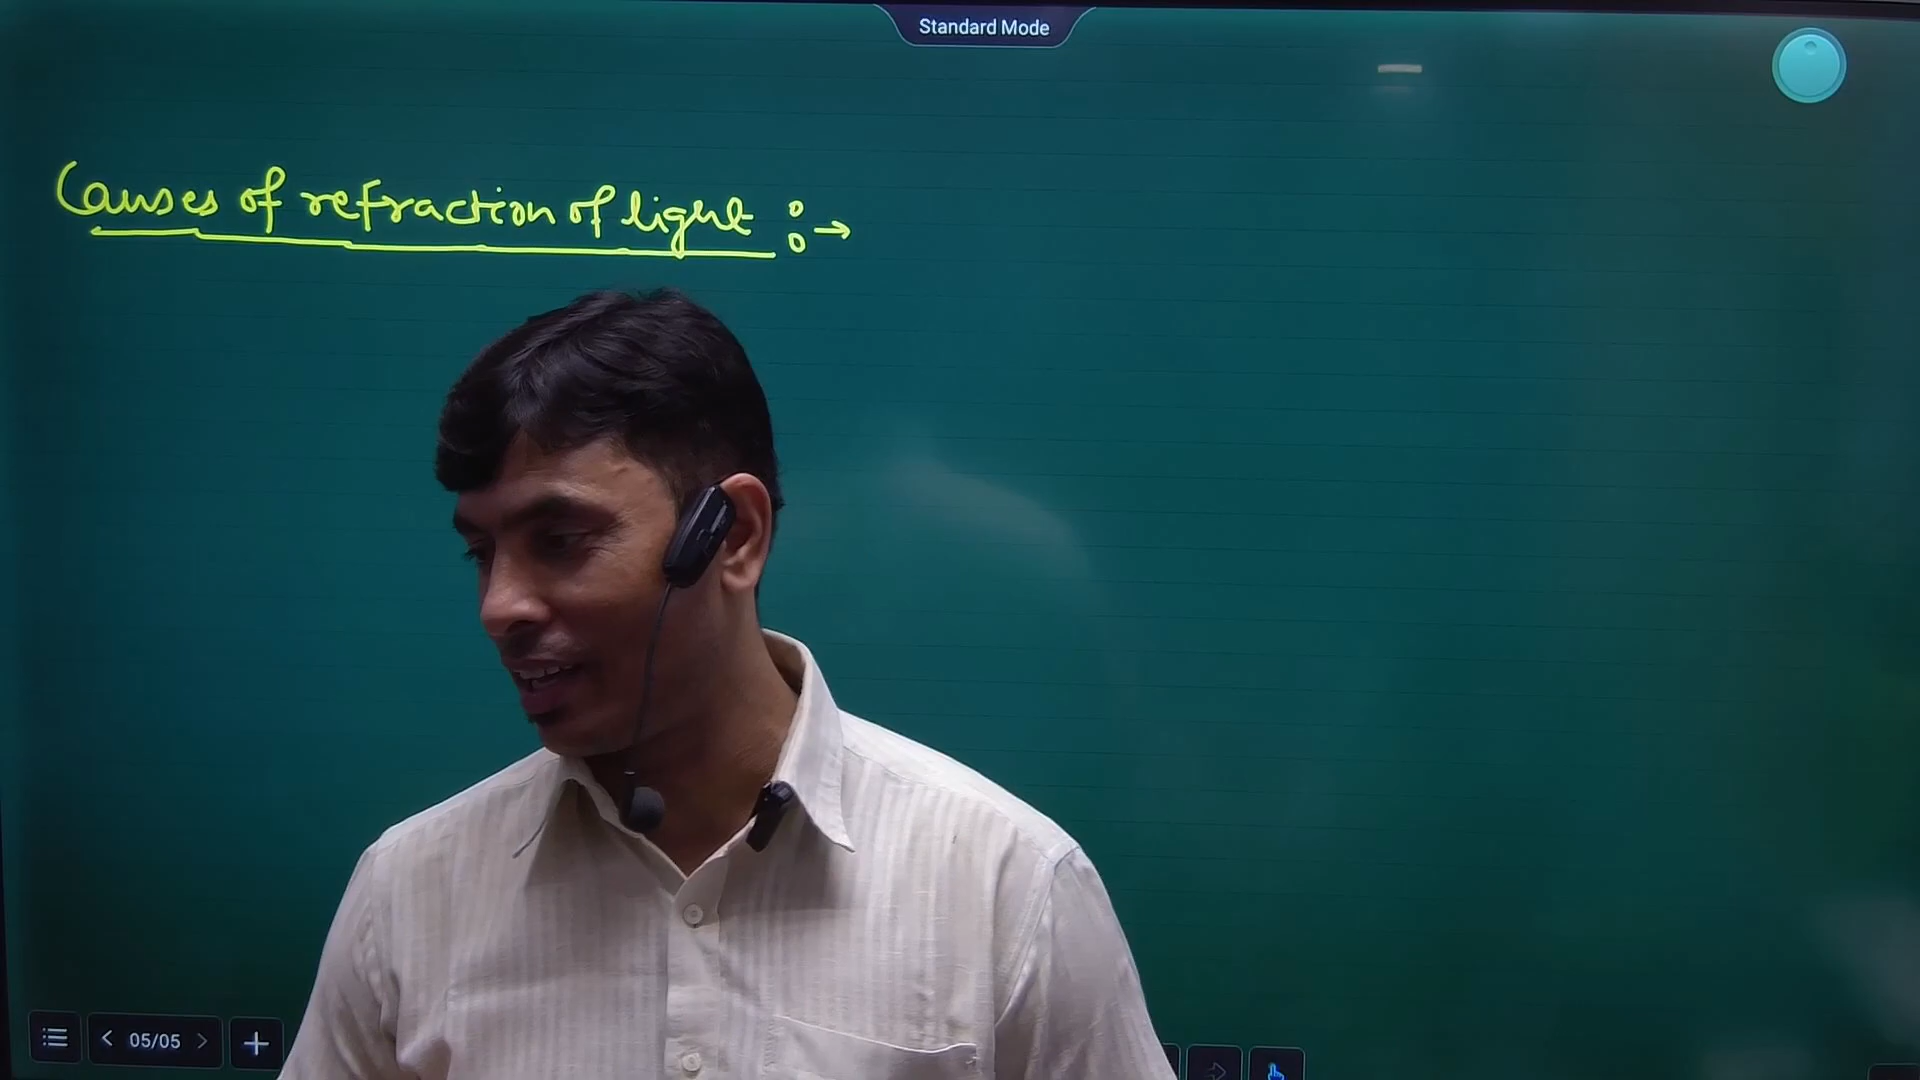 Standard Mode
Causes of refraction of light :→
05/05